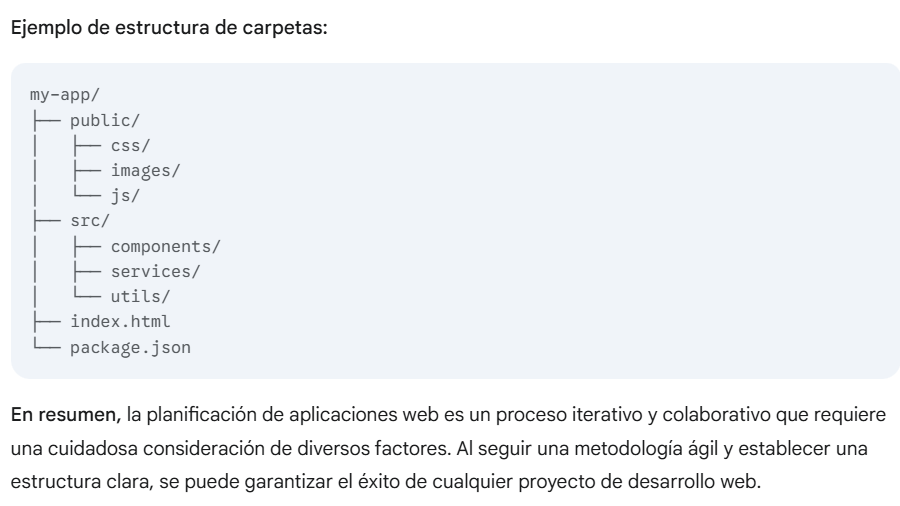 Ejemplo de estructura de carpetas:
my-app/
├── public/
│   ├── css/
│   ├── images/
│   └── js/
├── src/
│   ├── components/
│   ├── services/
│   └── utils/
├── index.html
└── package.json
En resumen, la planificación de aplicaciones web es un proceso iterativo y colaborativo que requiere
una cuidadosa consideración de diversos factores. Al seguir una metodología ágil y establecer una
estructura clara, se puede garantizar el éxito de cualquier proyecto de desarrollo web.